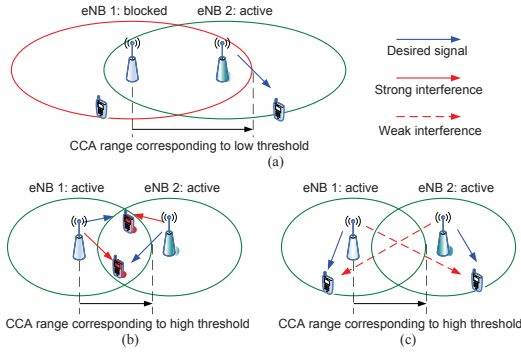 eNB 1: blocked eNB 2: active
Desired signal
Strong interference
Weak interference
CCA range corresponding to low threshold
(a)
eNB 1: active eNB 2: active
CCA range corresponding to high threshold
(b)
eNB 1: active eNB 2: active
CCA range corresponding to high threshold
(c)